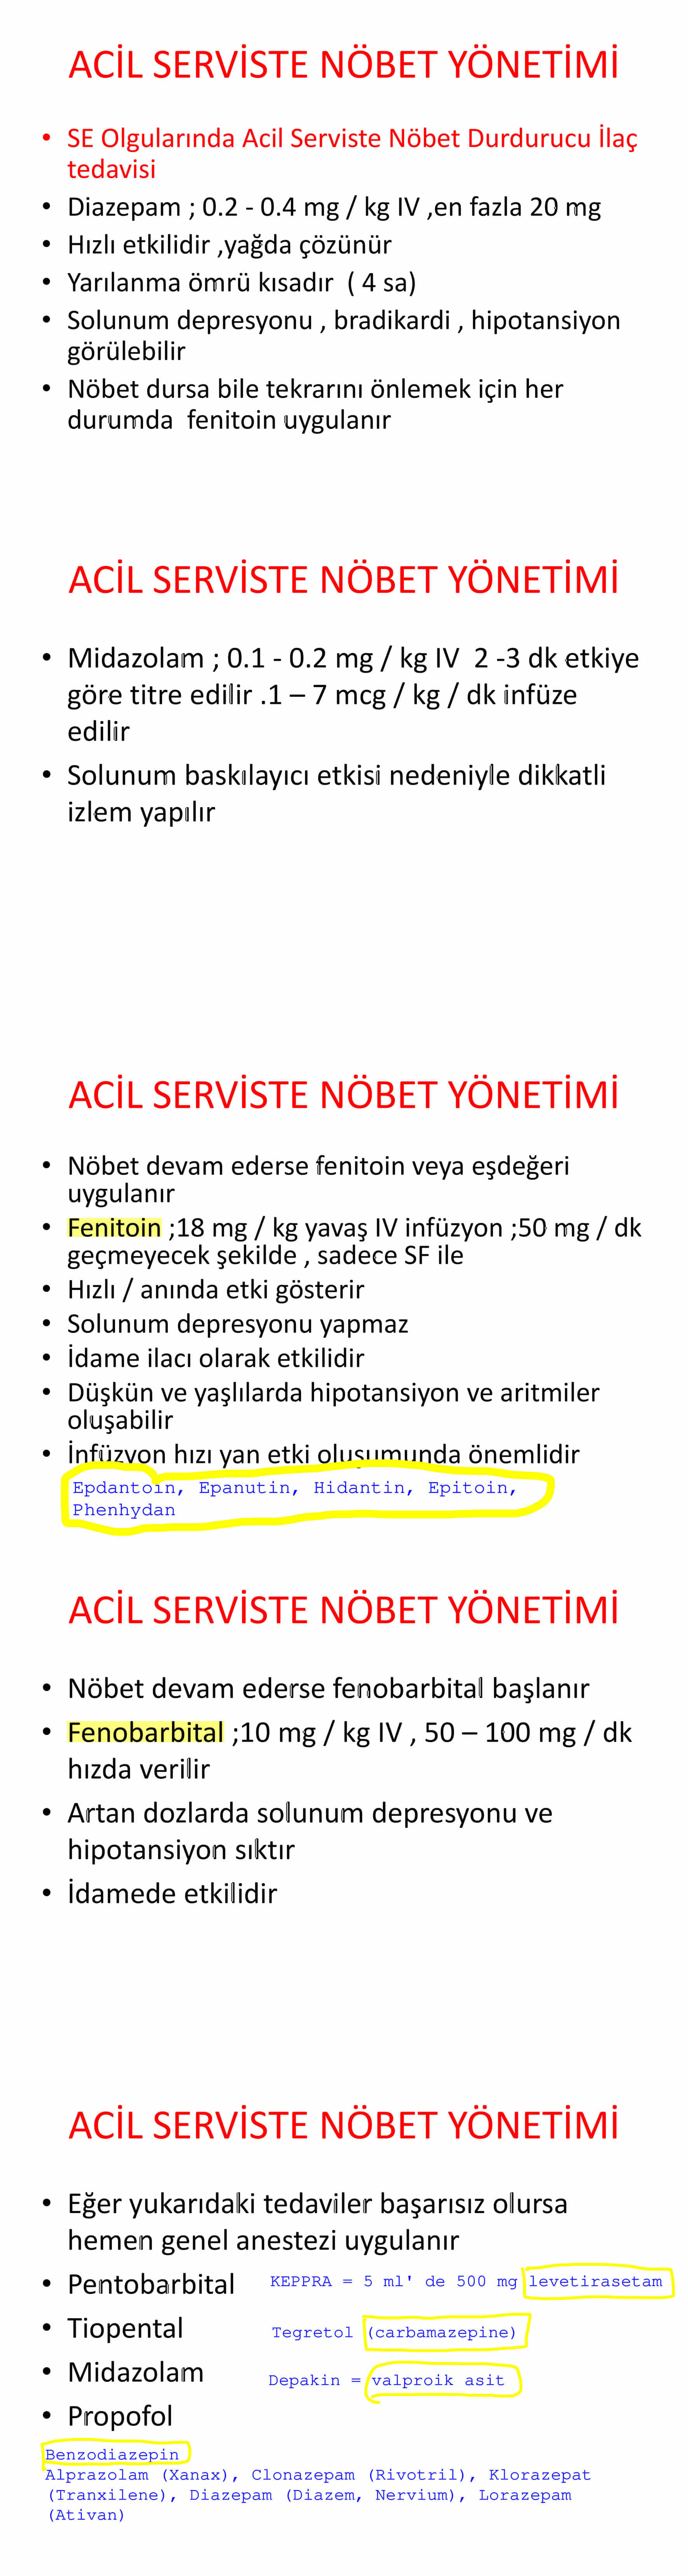 ACİL SERVİSTE NÖBET YÖNETİMİ
• SE Olgularında Acil Serviste Nöbet Durdurucu İlaç
tedavisi
• Diazepam ; 0.2 - 0.4 mg / kg IV ,en fazla 20 mg
• Hızlı etkilidir ,yağda çözünür
• Yarılanma ömrü kısadır ( 4 sa)
• Solunum depresyonu , bradikardi , hipotansiyon
görülebilir
• Nöbet dursa bile tekrarını önlemek için her
durumda fenitoin uygulanır
ACİL SERVİSTE NÖBET YÖNETİMİ
• Midazolam ; 0.1 - 0.2 mg / kg IV 2 -3 dk etkiye
göre titre edilir .1 – 7 mcg / kg / dk infüze
edilir
• Solunum baskılayıcı etkisi nedeniyle dikkatli
izlem yapılır
ACİL SERVİSTE NÖBET YÖNETİMİ
• Nöbet devam ederse fenitoin veya eşdeğeri
uygulanır
• Fenitoin ;18 mg / kg yavaş IV infüzyon ;50 mg / dk
geçmeyecek şekilde , sadece SF ile
• Hızlı / anında etki gösterir
• Solunum depresyonu yapmaz
• İdame ilacı olarak etkilidir
• Düşkün ve yaşlılarda hipotansiyon ve aritmiler
oluşabilir
• İnfüzyon hızı yan etki oluşumunda önemlidir
Epdantoin, Epanutin, Hidantin, Epitoin,
Phenhydan
ACİL SERVİSTE NÖBET YÖNETİMİ
• Nöbet devam ederse fenobarbital başlanır
• Fenobarbital ;10 mg / kg IV , 50 – 100 mg / dk
hızda verilir
• Artan dozlarda solunum depresyonu ve
hipotansiyon sıktır
• İdamede etkilidir
ACİL SERVİSTE NÖBET YÖNETİMİ
• Eğer yukarıdaki tedaviler başarısız olursa
hemen genel anestezi uygulanır
• Pentobarbital
KEPPRA = 5 ml' de 500 mg levetirasetam
• Tiopental
Tegretol (carbamazepine)
• Midazolam
Depakin = valproik asit
• Propofol
Benzodiazepin
Alprazolam (Xanax), Clonazepam (Rivotril), Klorazepat
(Tranxilene), Diazepam (Diazem, Nervium), Lorazepam
(Ativan)